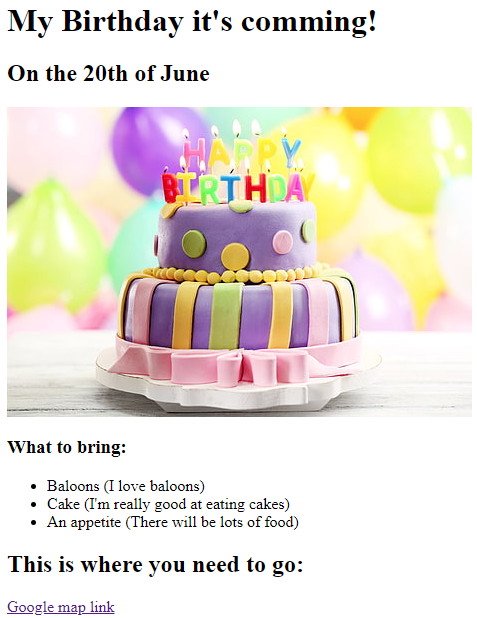 My Birthday it's comming!
On the 20th of June
HAPPY
BIRTHDAY
What to bring:
Baloons (I love baloons)
Cake (I'm really good at eating cakes)
An appetite (There will be lots of food)
This is where you need to go:
Google map link